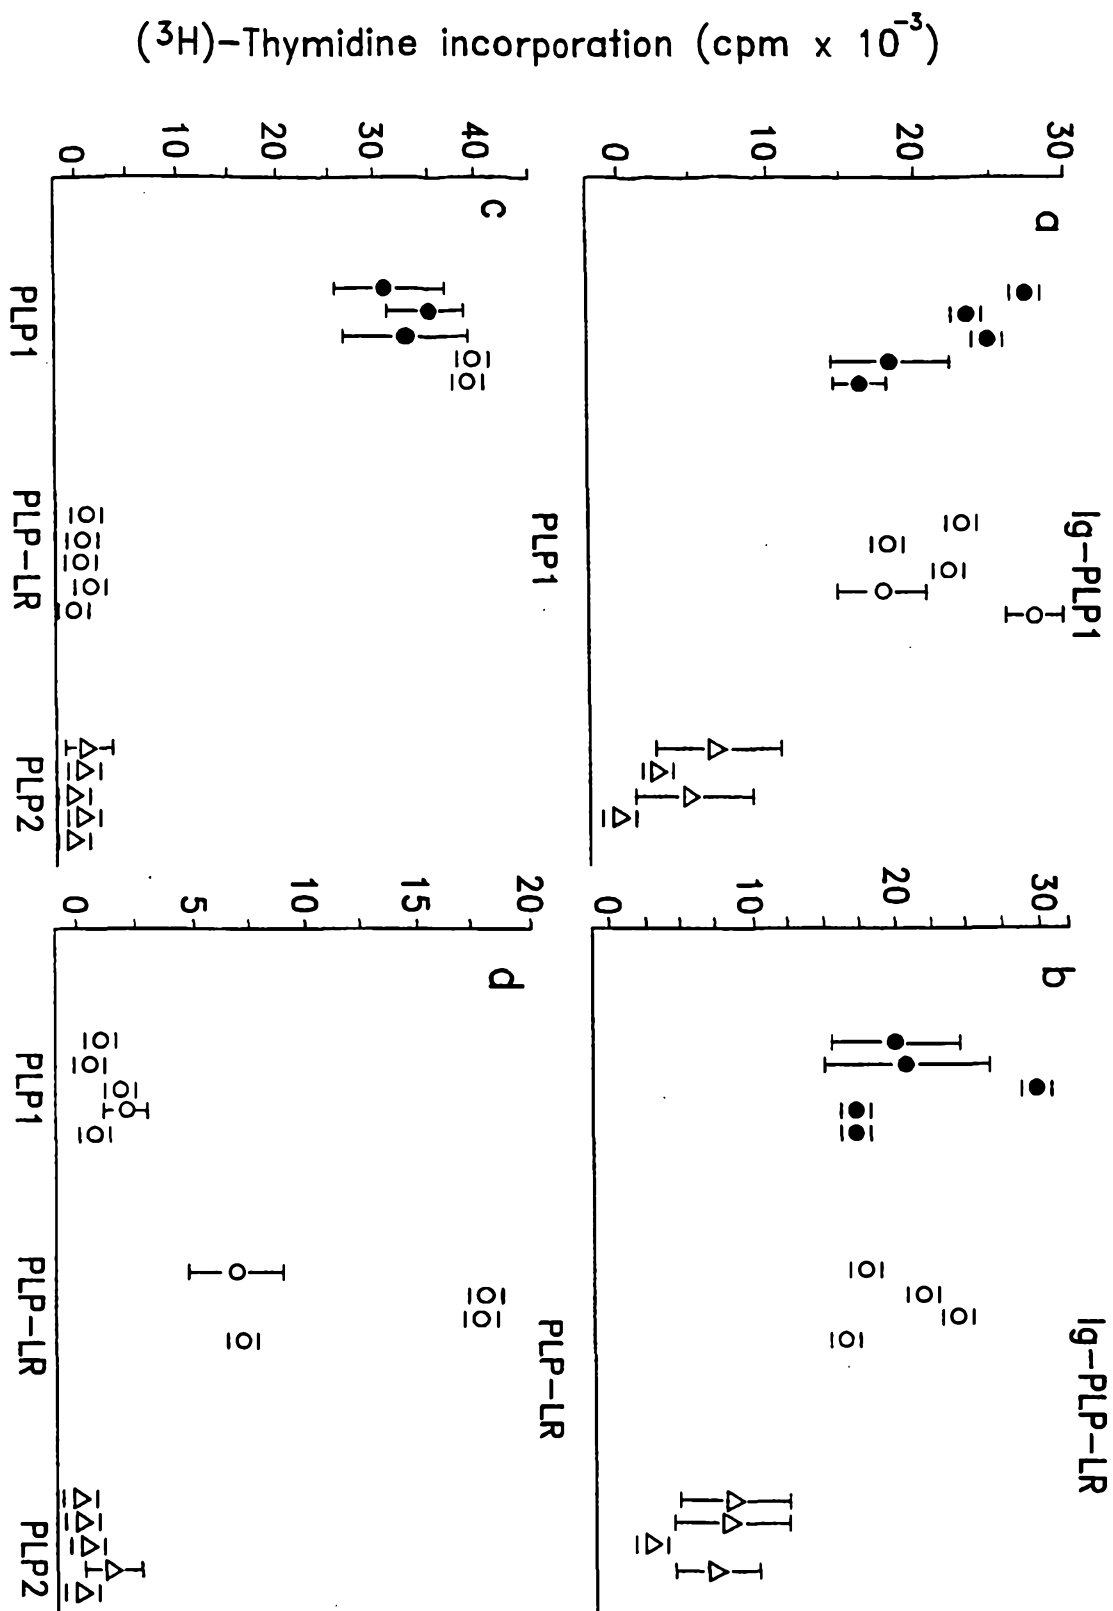 (³H)-Thymidine incorporation (cpm x 10⁻³)
Ig-PLP1
a
30
20
10
0
Ig-PLP-LR
b
30
20
10
0
PLP1
c
40
30
20
10
0
PLP1
PLP-LR
PLP2
PLP-LR
d
20
15
10
5
0
PLP1
PLP-LR
PLP2